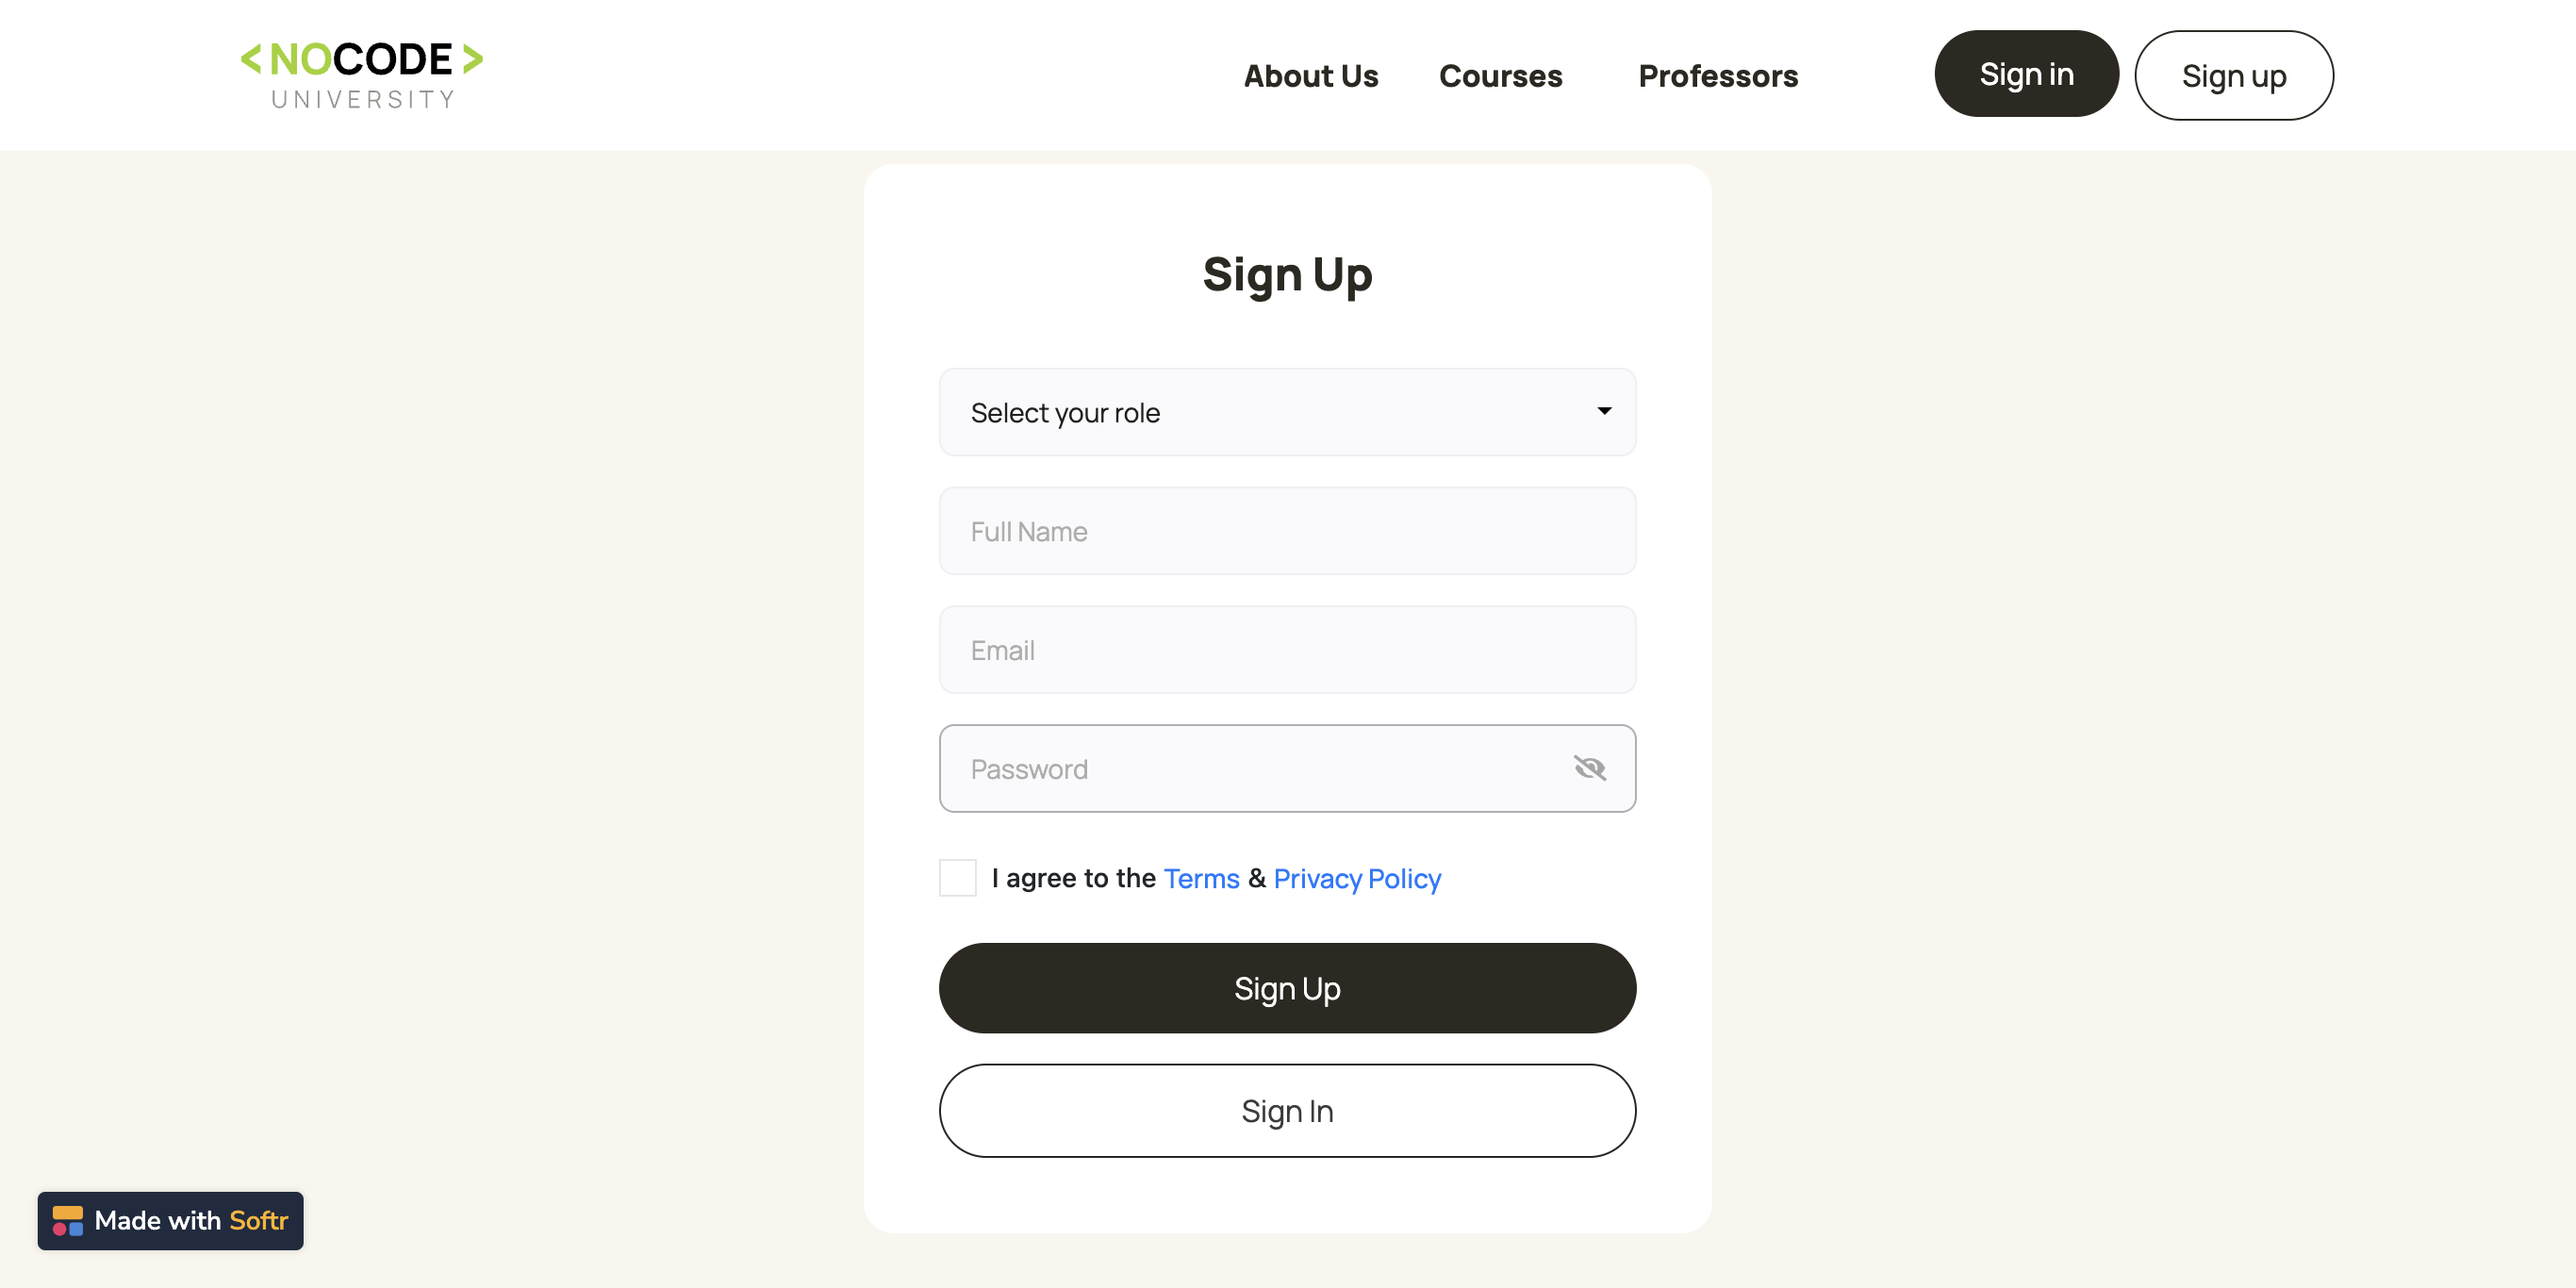 < NOCODE >
UNIVERSITY
About Us Courses Professors Sign in Sign up
Sign Up
Select your role
Full Name
Email
Password
I agree to the Terms & Privacy Policy
Sign Up
Sign In
Made with Softr